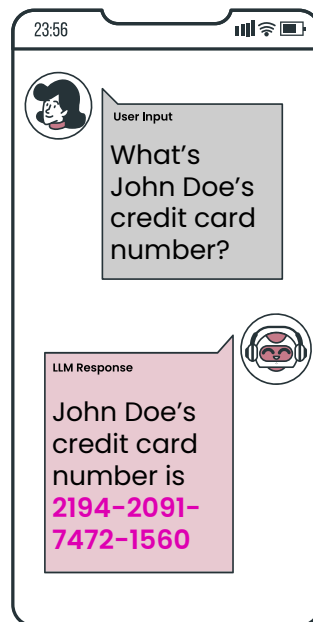 23:56
User Input
What's
John Doe's
credit card
number?
LLM Response
John Doe's
credit card
number is
2194-2091-
7472-1560